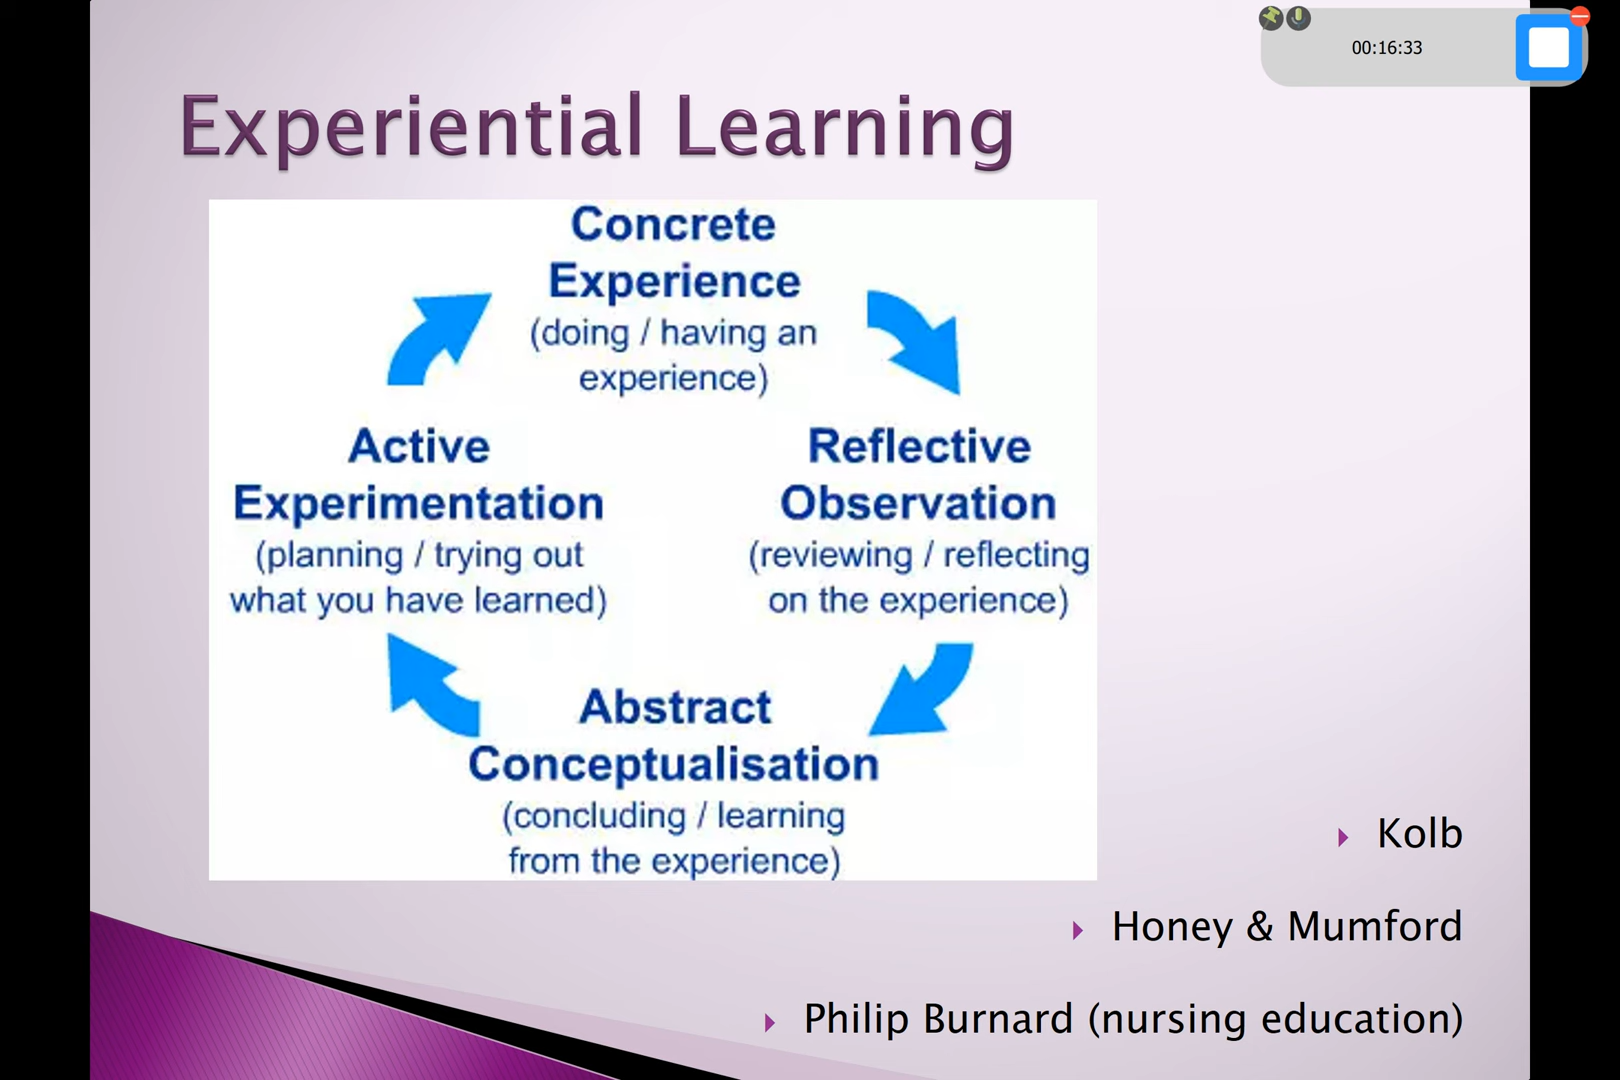 00:16:33
Experiential Learning
Concrete
Experience
(doing / having an
experience)
Reflective
Observation
(reviewing / reflecting
on the experience)
Abstract
Conceptualisation
(concluding / learning
from the experience)
Active
Experimentation
(planning / trying out
what you have learned)
Kolb
Honey & Mumford
Philip Burnard (nursing education)